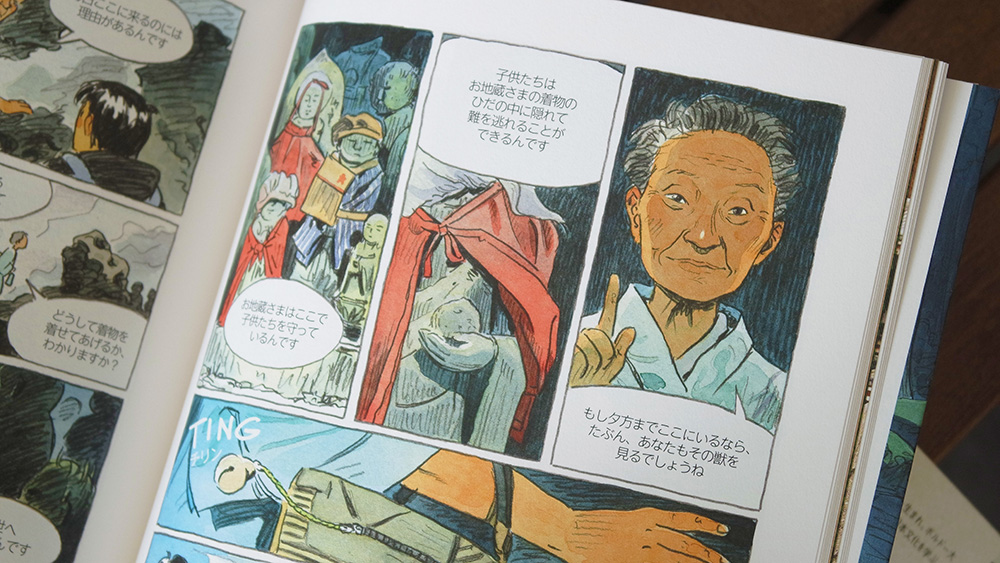 ここに来るのには
理由があるんです
どうして着物を
着せてあげるか、
わかりますか？
んです
お地蔵さまはここで
子供たちを守って
いるんです
子供たちは
お地蔵さまの着物の
ひだの中に隠れて
難を逃れることが
できるんです
もし夕方までここにいるなら、
たぶん、あなたもその獣を
見るでしょうね
TING
チリン